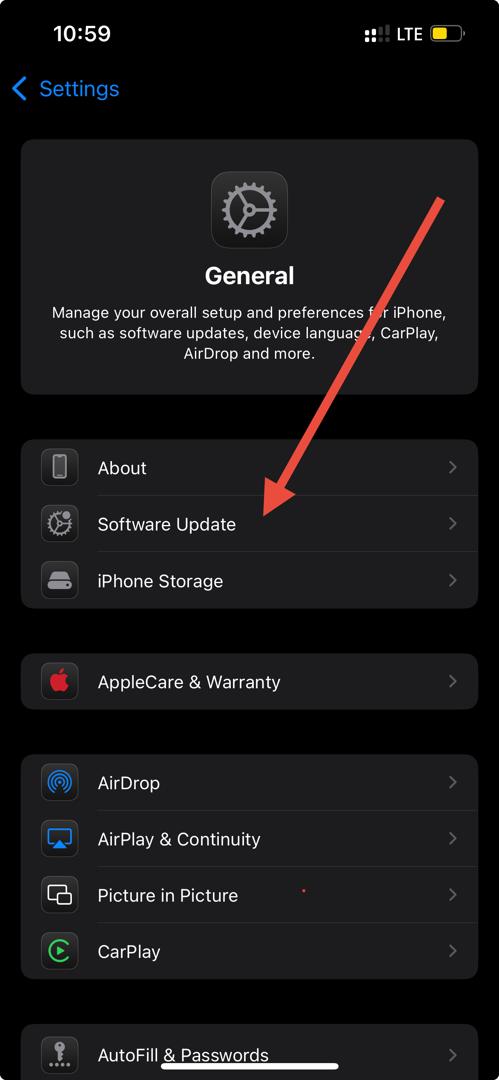 10:59
LTE
Settings
General
Manage your overall setup and preferences for iPhone,
such as software updates, device language, CarPlay,
AirDrop and more.
About
Software Update
iPhone Storage
AppleCare & Warranty
AirDrop
AirPlay & Continuity
Picture in Picture
CarPlay
AutoFill & Passwords